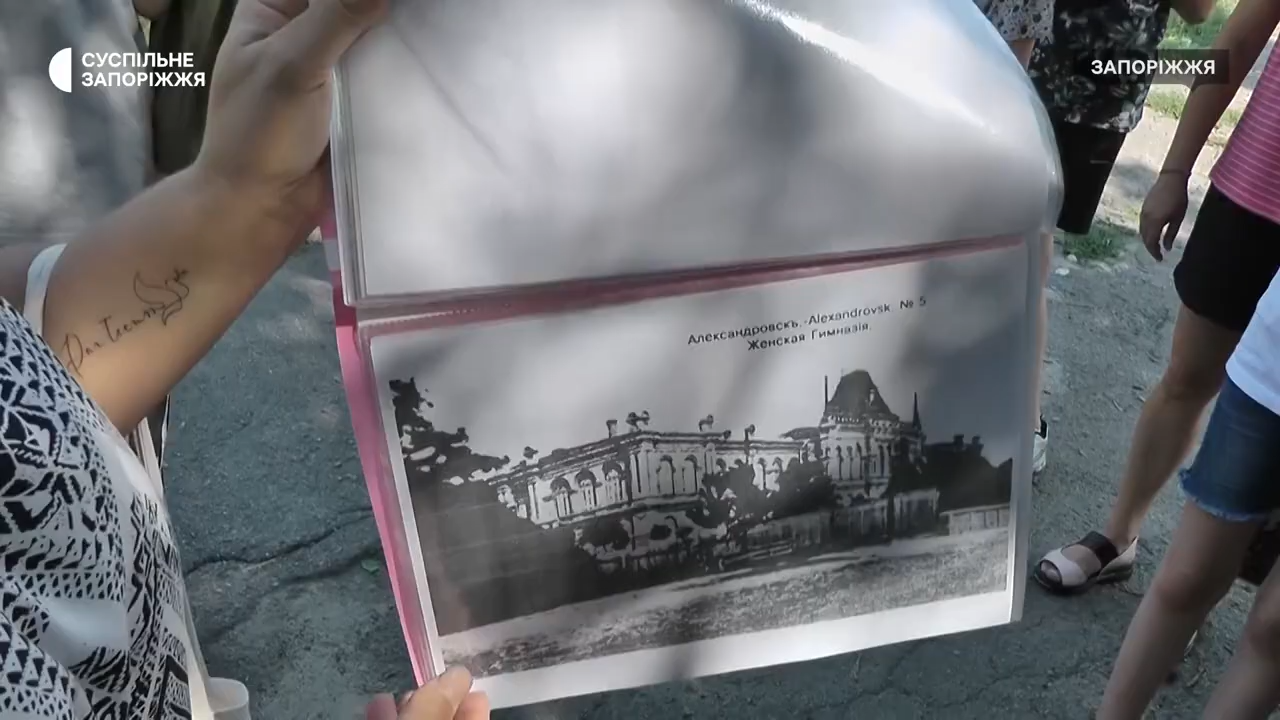 СУСПІЛЬНЕ
ЗАПОРІЖЖЯ
ЗАПОРІЖЖЯ
Александровскъ.-Alexandrovsk. № 5
Женская Гимназія.